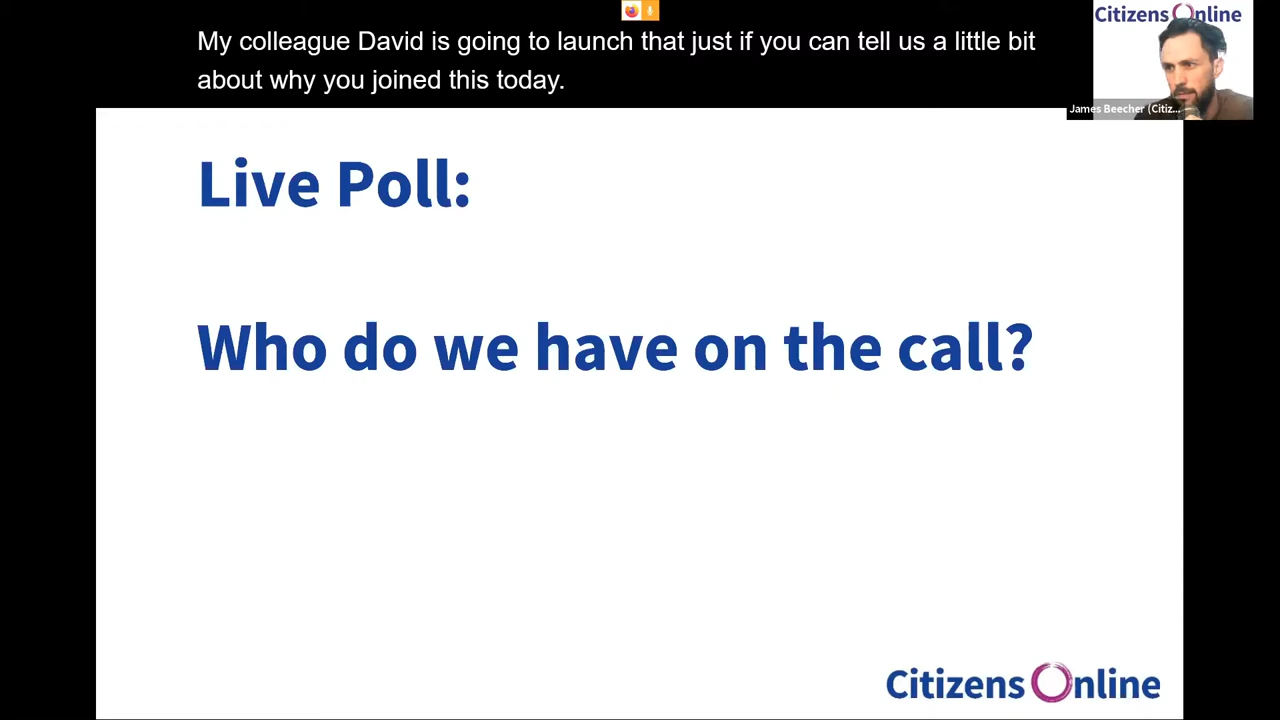 My colleague David is going to launch that just if you can tell us a little bit
about why you joined this today.
Citizens Online
James Beecher (Citiz...
Live Poll:
Who do we have on the call?
Citizens Online